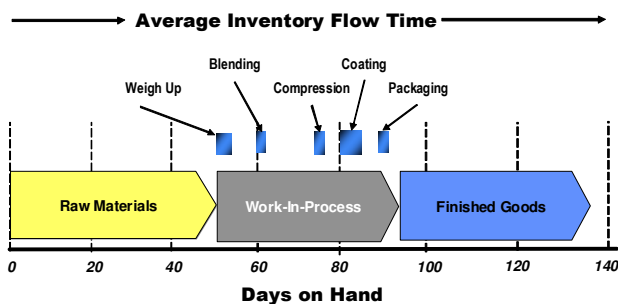 Average Inventory Flow Time
Blending
Coating
Weigh Up
Compression
Packaging
Raw Materials
Work-In-Process
Finished Goods
0 20 40 60 80 100 120 140
Days on Hand